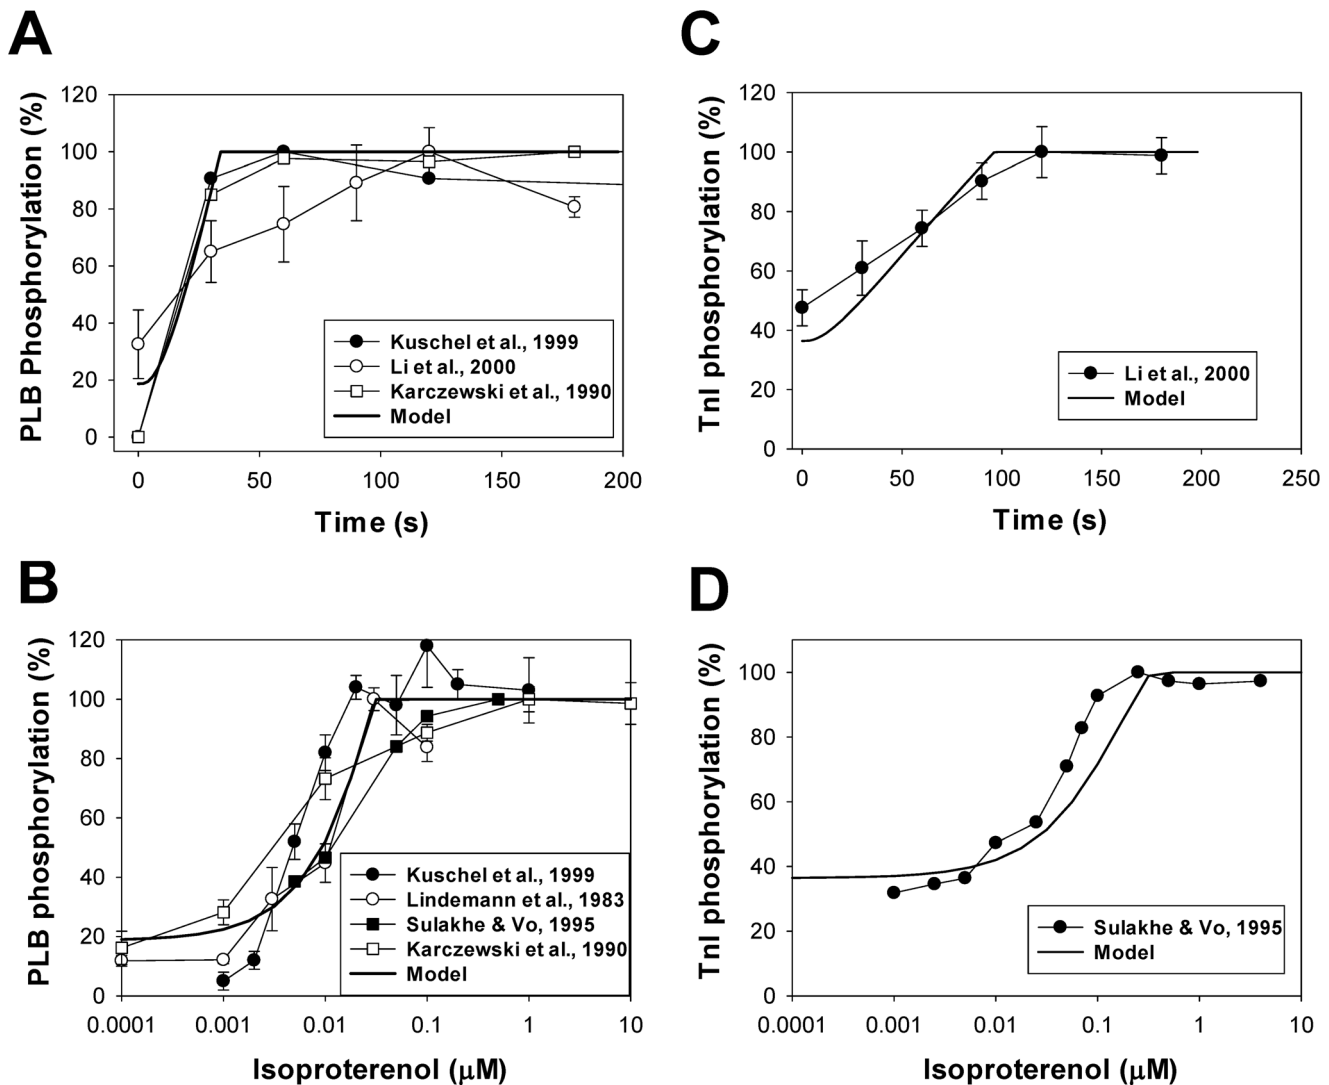 A
PLB Phosphorylation (%)
120
100
80
60
40
20
0
0 50 100 150 200
Time (s)
Kuschel et al., 1999
Li et al., 2000
Karczewski et al., 1990
Model
C
TnI phosphorylation (%)
120
100
80
60
40
20
0
0 50 100 150 200 250
Time (s)
Li et al., 2000
Model
B
PLB phosphorylation (%)
120
100
80
60
40
20
0
0.0001 0.001 0.01 0.1 1 10
Isoproterenol (μM)
Kuschel et al., 1999
Lindemann et al., 1983
Sulakhe & Vo, 1995
Karczewski et al., 1990
Model
D
TnI phosphorylation (%)
100
80
60
40
20
0
0.0001 0.001 0.01 0.1 1 10
Isoproterenol (μM)
Sulakhe & Vo, 1995
Model